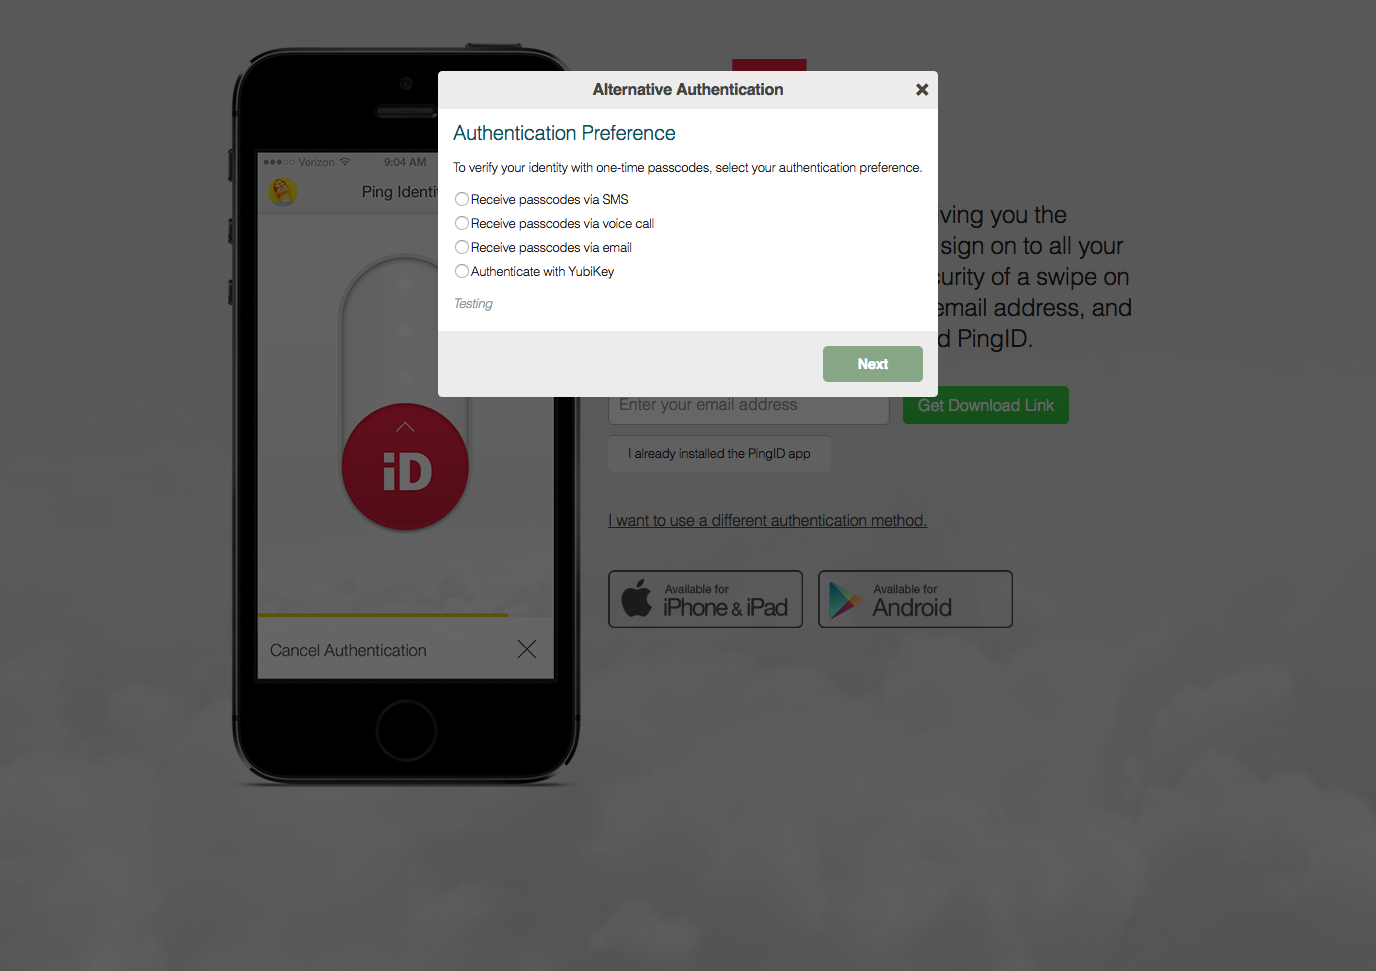 Alternative Authentication
Authentication Preference
To verify your identity with one-time passcodes, select your authentication preference.
Receive passcodes via SMS
Receive passcodes via voice call
Receive passcodes via email
Authenticate with YubiKey
Testing
Next
Verizon 9:04 AM
Ping
iD
Cancel Authentication
you the
sign on to all your
of a swipe on
email address, and
PingID.
Enter your email address
Get Download Link
I already installed the PingID app
I want to use a different authentication method.
Available for
iPhone & iPad
Available for
Android